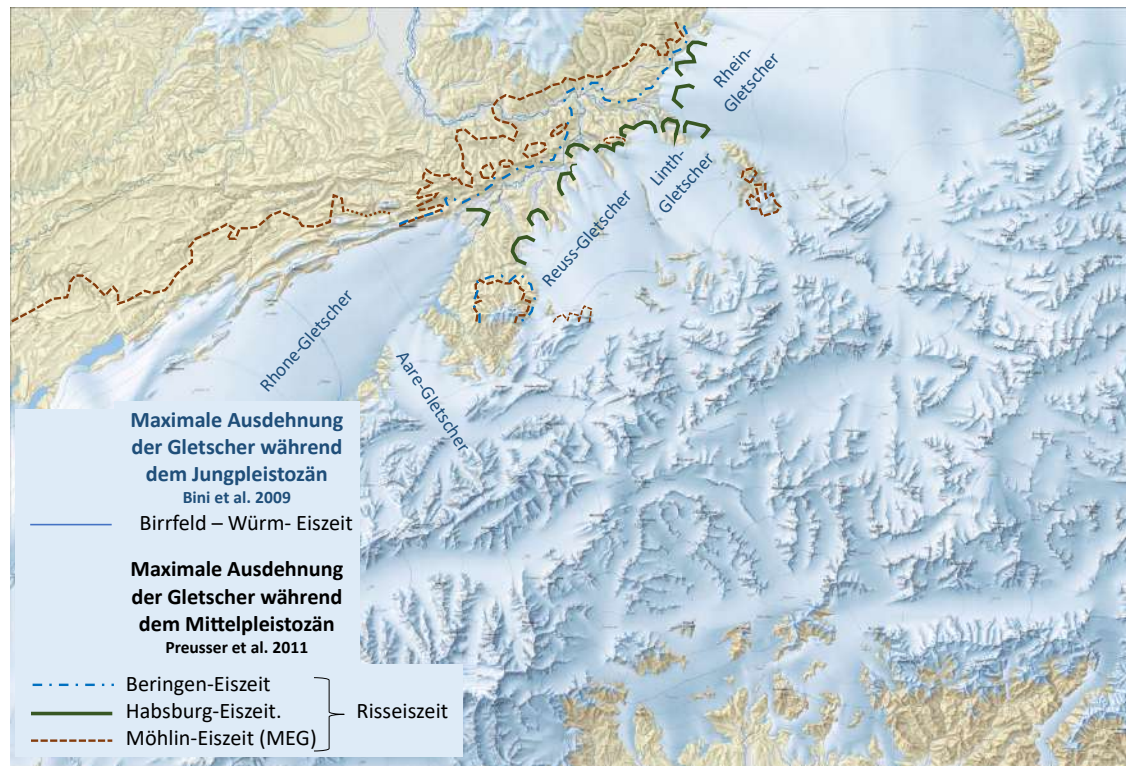 Rhein-
Gletscher
Linth-
Gletscher
Reuss-Gletscher
Rhone-Gletscher
Aare-Gletscher
Maximale Ausdehnung
der Gletscher während
dem Jungpleistozän
Bini et al. 2009
Birrfeld – Würm- Eiszeit
Maximale Ausdehnung
der Gletscher während
dem Mittelpleistozän
Preusser et al. 2011
Beringen-Eiszeit
Habsburg-Eiszeit.
Risseiszeit
Möhlin-Eiszeit (MEG)